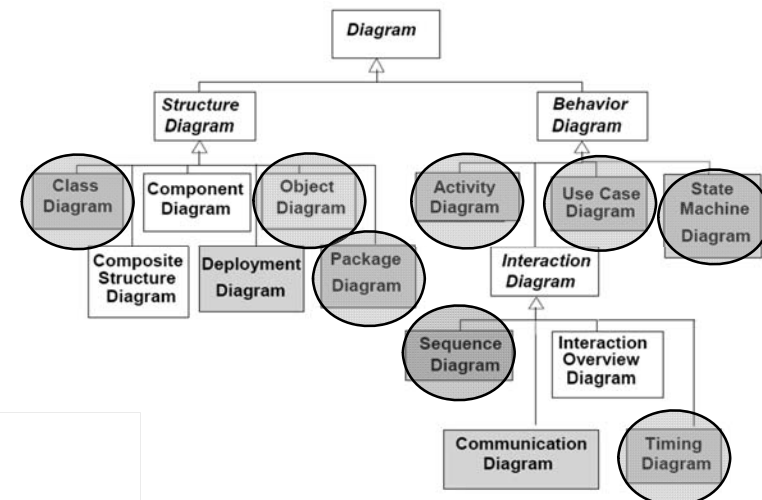 Diagram
Structure
Diagram
Behavior
Diagram
Class
Diagram
Component
Diagram
Object
Diagram
Activity
Diagram
Use Case
Diagram
State
Machine
Diagram
Composite
Structure
Diagram
Deployment
Diagram
Package
Diagram
Interaction
Diagram
Sequence
Diagram
Interaction
Overview
Diagram
Communication
Diagram
Timing
Diagram